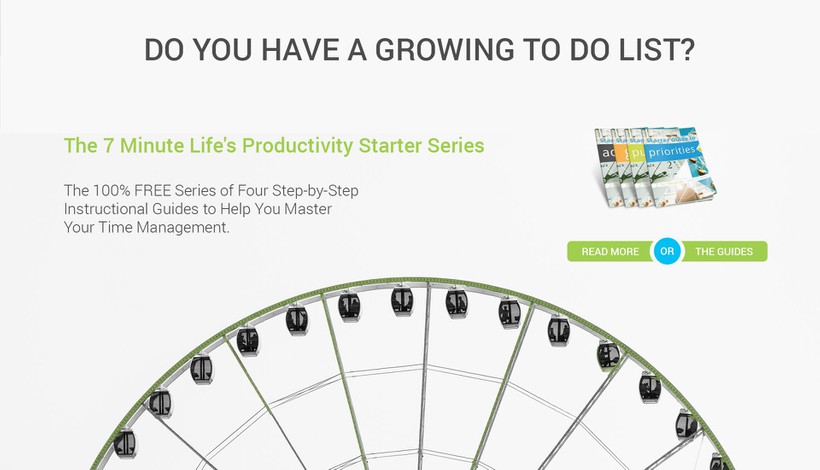 DO YOU HAVE A GROWING TO DO LIST?
The 7 Minute Life's Productivity Starter Series
The 100% FREE Series of Four Step-by-Step
Instructional Guides to Help You Master
Your Time Management.
priorities
READ MORE OR THE GUIDES